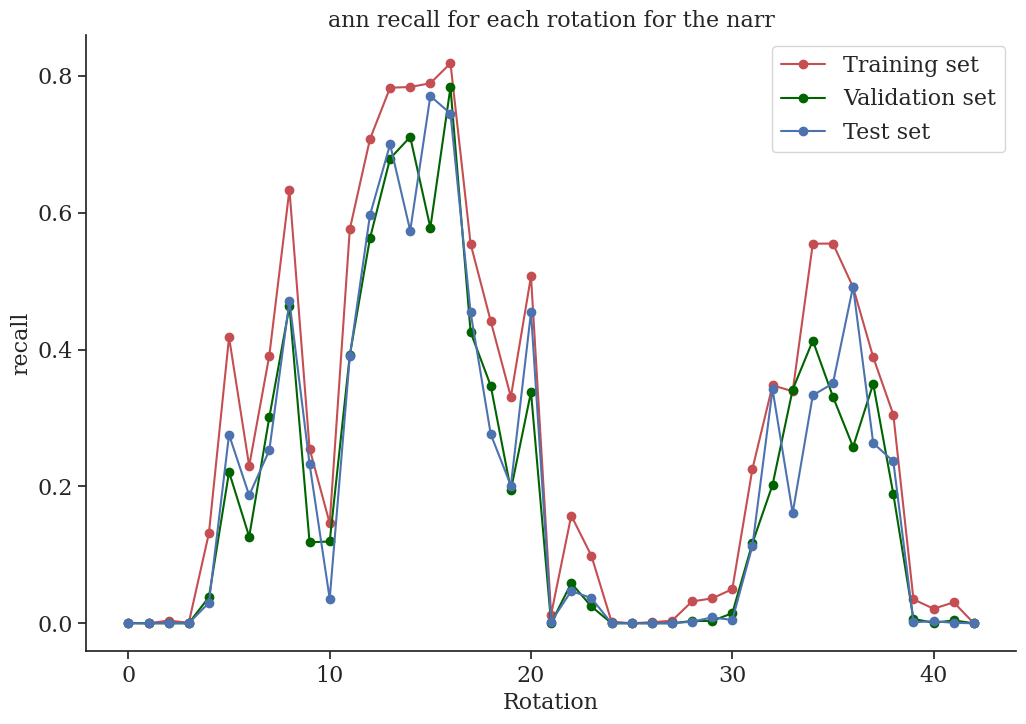 ann recall for each rotation for the narr
Training set
Validation set
Test set
recall
0.8
0.6
0.4
0.2
0.0
0 10 20 30 40
Rotation